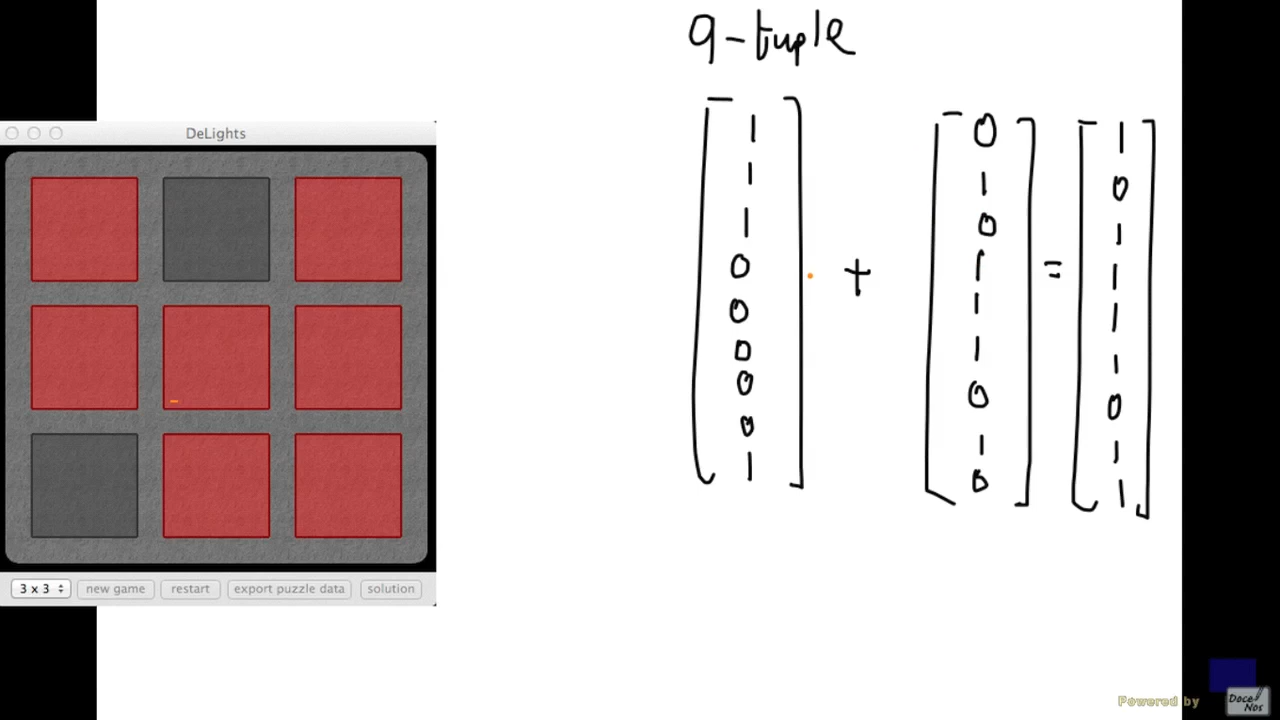 9-tuple
DeLights
1 0 1
1 1 0
1 0 1
0 + 1 = 1
0 1 1
0 1 1
0 0 0
0 1 1
1 0 1
3 x 3 new game restart export puzzle data solution
Powered by Doceri Nos